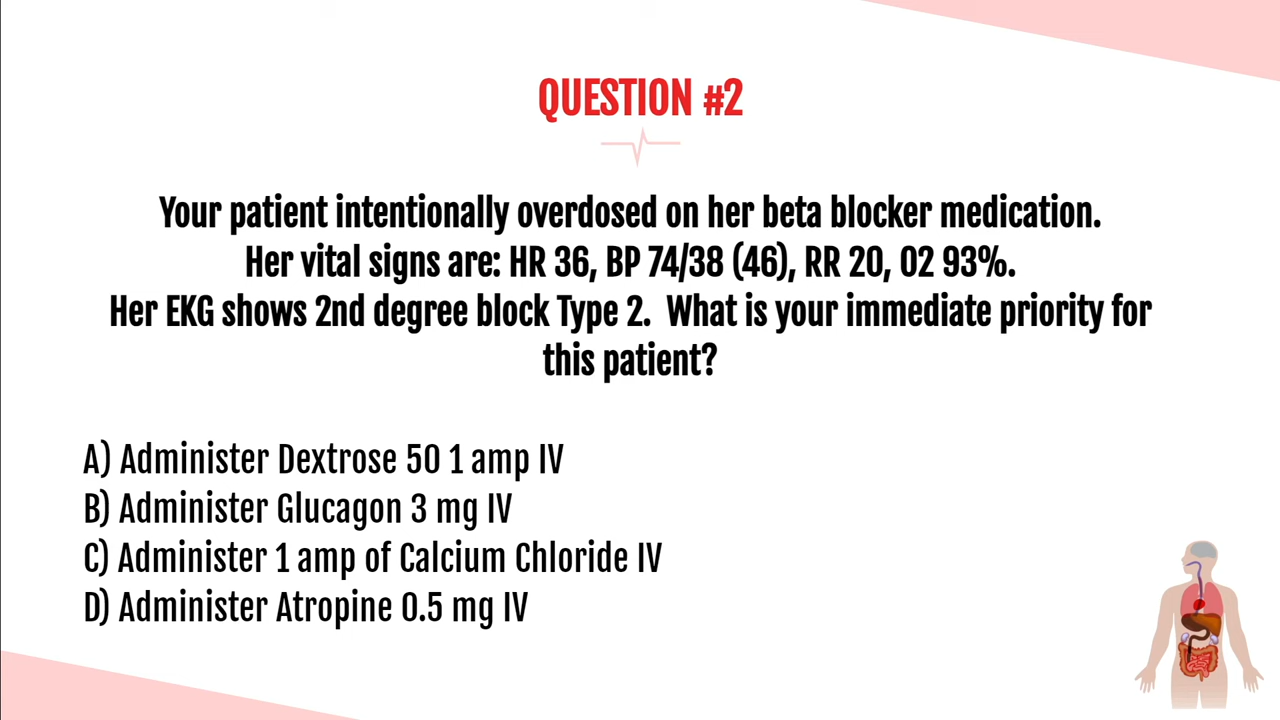 QUESTION #2
Your patient intentionally overdosed on her beta blocker medication.
Her vital signs are: HR 36, BP 74/38 (46), RR 20, O2 93%.
Her EKG shows 2nd degree block Type 2.  What is your immediate priority for
this patient?
A) Administer Dextrose 50 1 amp IV
B) Administer Glucagon 3 mg IV
C) Administer 1 amp of Calcium Chloride IV
D) Administer Atropine 0.5 mg IV